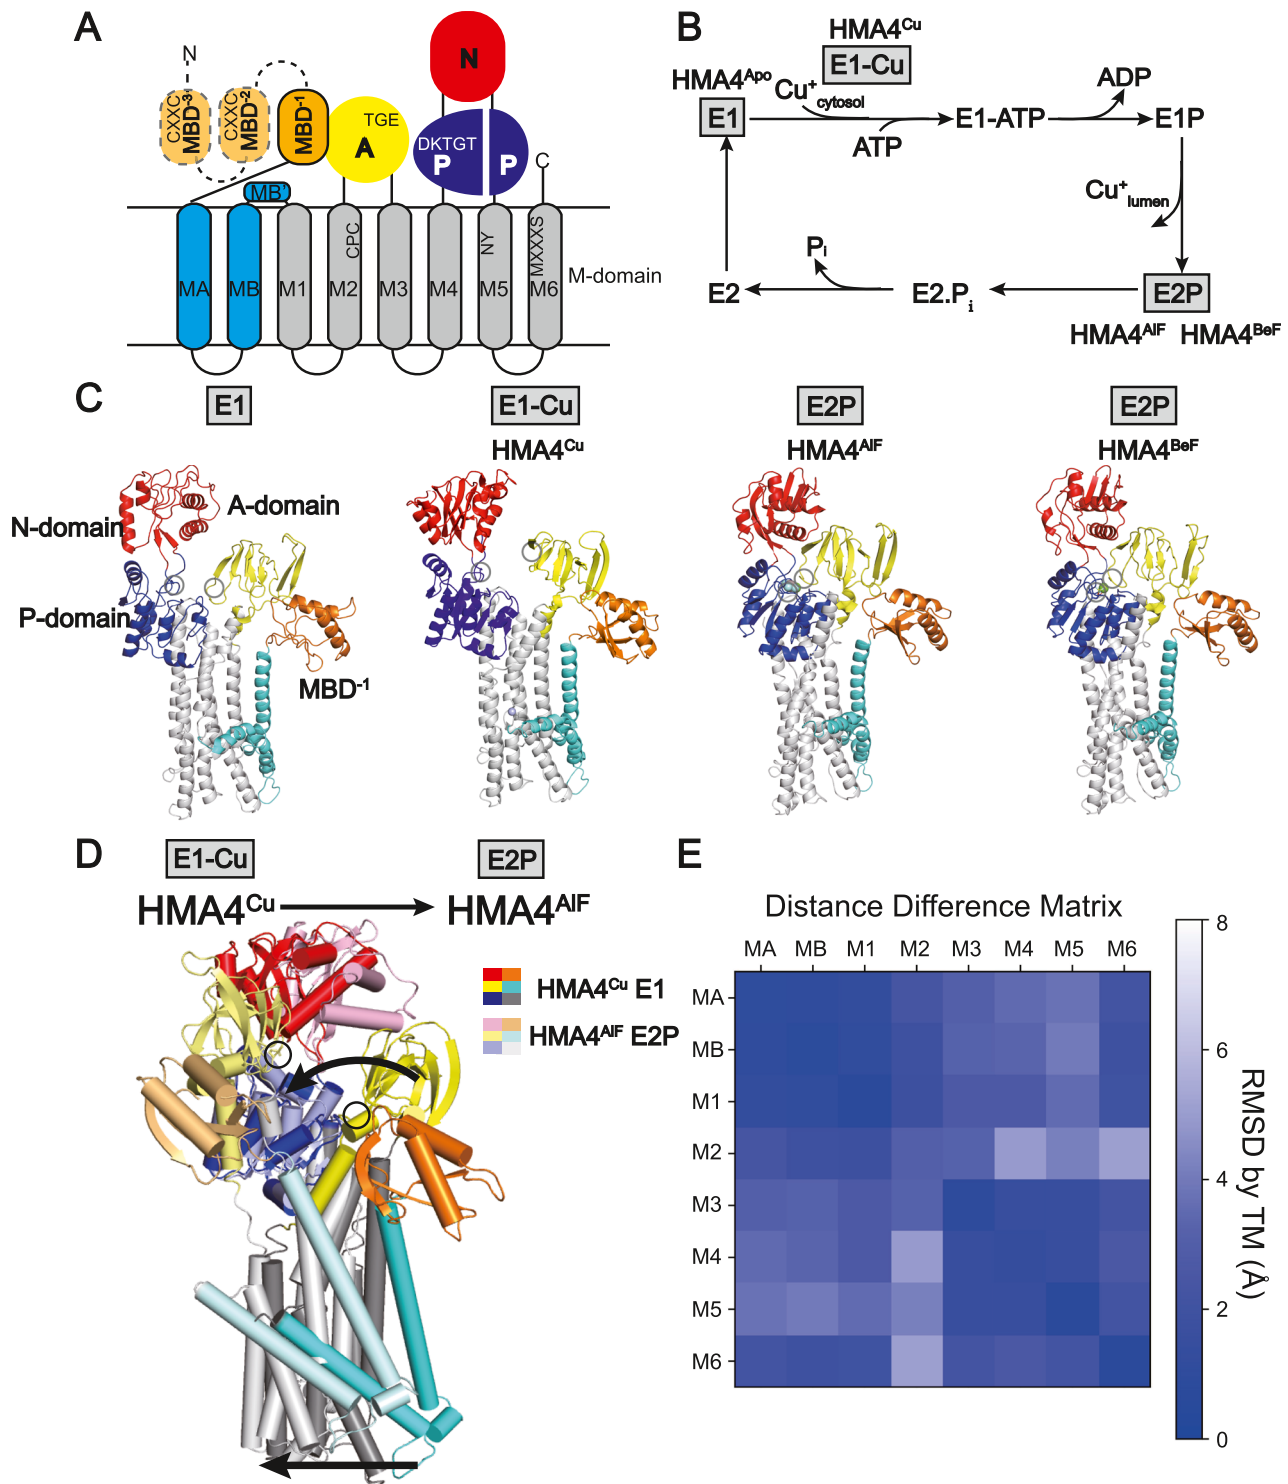 A
N
CXXC
MBD-3
CXXC
MBD-2
MBD-1
TGE
A
N
DKTGT
P
P
C
MB'
MA
MB
M1
M2
CPC
M3
M4
M5
NY
M6
MXXXS
M-domain
B
HMA4Cu
E1-Cu
HMA4Apo
E1
Cu+cytosol
ATP
E1-ATP
ADP
E1P
Cu+lumen
E2P
HMA4AlF HMA4BeF
E2.Pi
Pi
E2
C
E1
E1-Cu
HMA4Cu
E2P
HMA4AlF
E2P
HMA4BeF
N-domain
A-domain
P-domain
MBD-1
D
E1-Cu
E2P
HMA4Cu
HMA4AlF
HMA4Cu E1
HMA4AlF E2P
E
Distance Difference Matrix
MA MB M1 M2 M3 M4 M5 M6
MA
MB
M1
M2
M3
M4
M5
M6
8
6
4
2
0
RMSD by TM (Å)